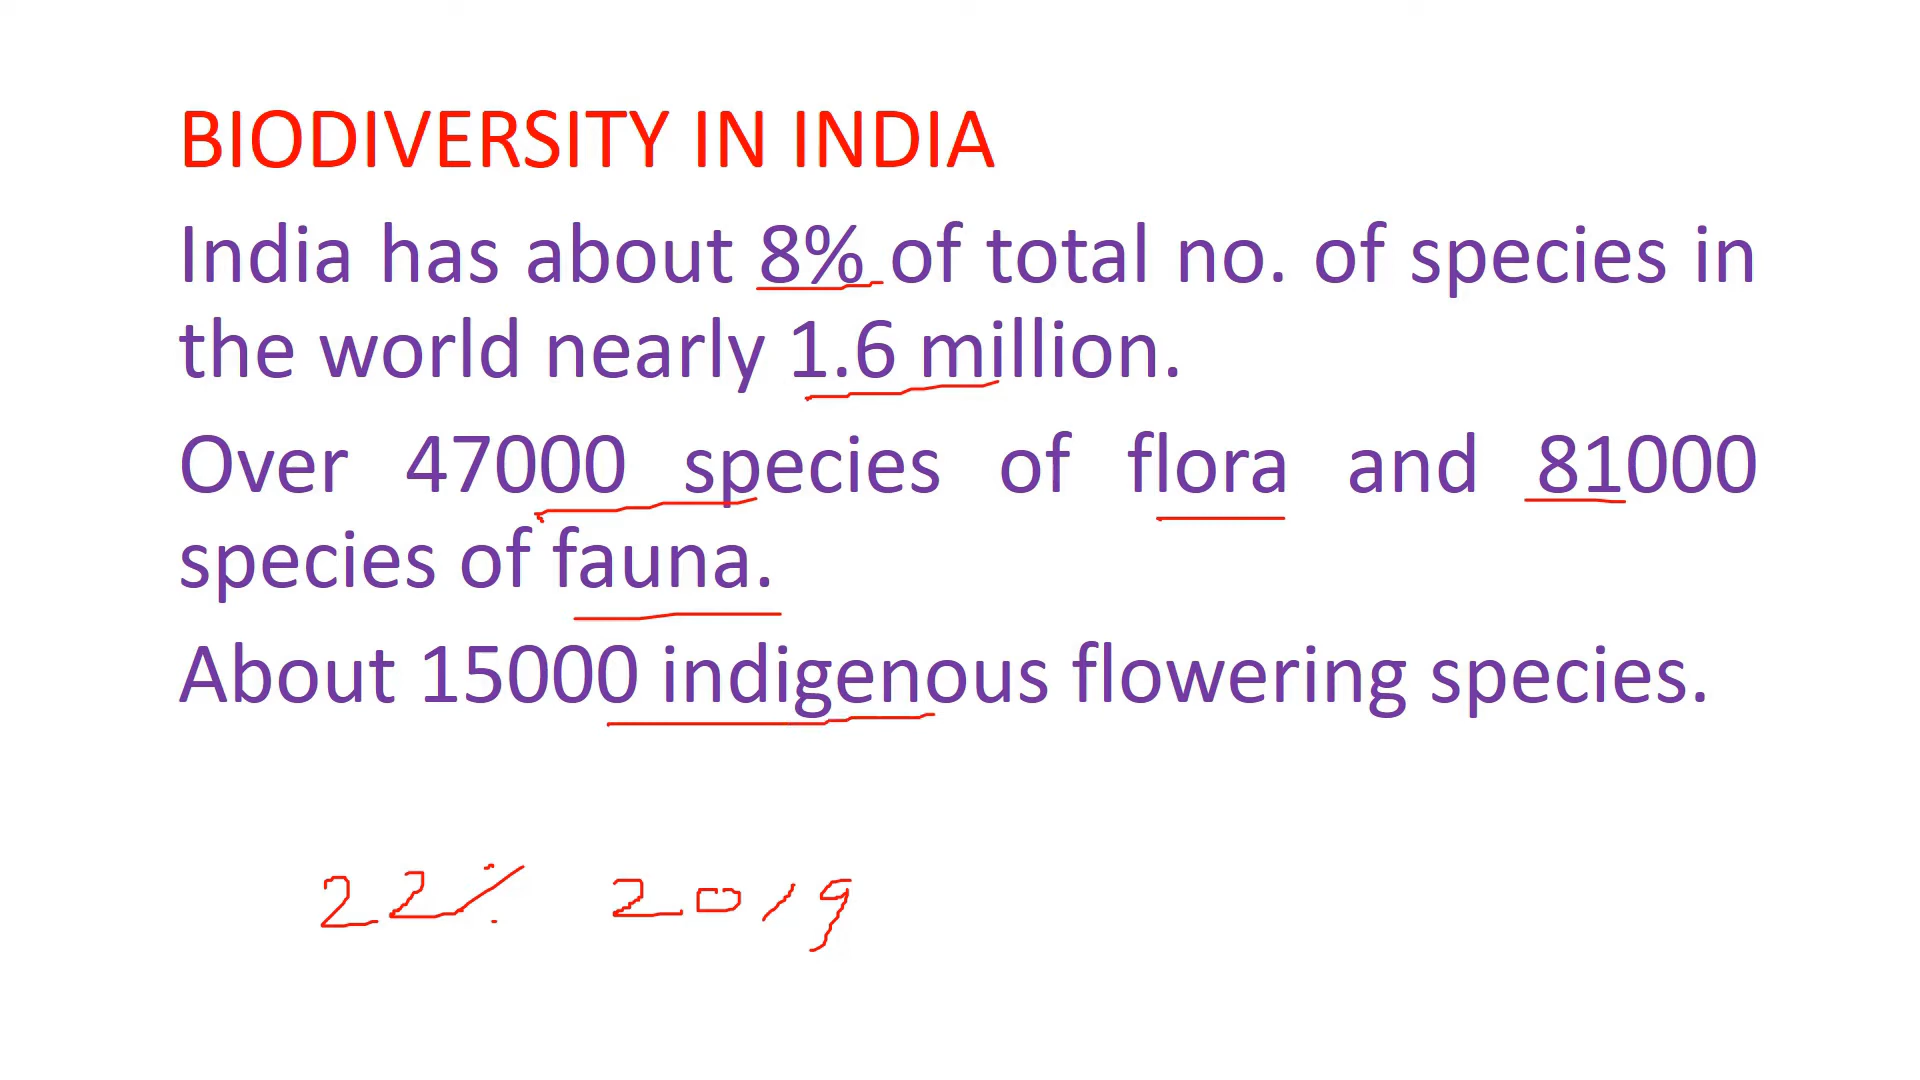 BIODIVERSITY IN INDIA
India has about 8% of total no. of species in
the world nearly 1.6 million.
Over 47000 species of flora and 81000
species of fauna.
About 15000 indigenous flowering species.
22% 2019